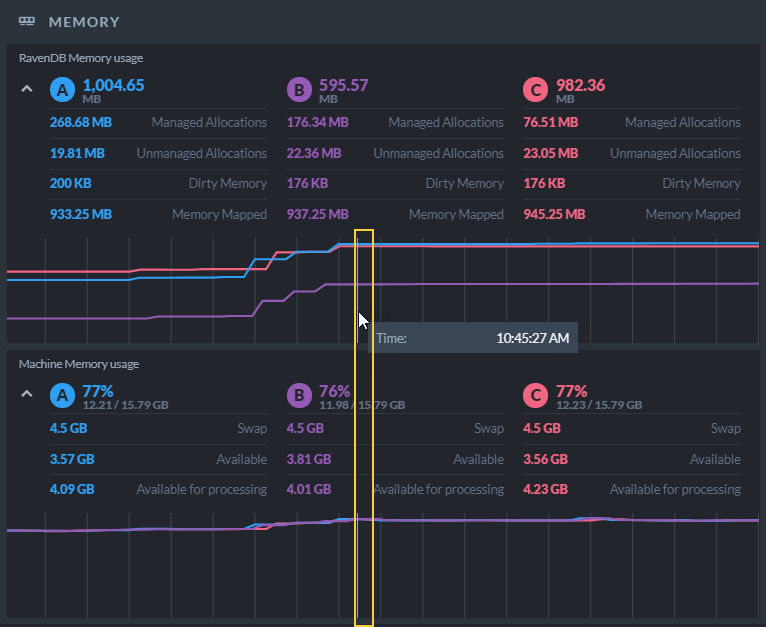 MEMORY
RavenDB Memory usage
A 1,004.65 MB B 595.57 MB C 982.36 MB
268.68 MB Managed Allocations 176.34 MB Managed Allocations 76.51 MB Managed Allocations
19.81 MB Unmanaged Allocations 22.36 MB Unmanaged Allocations 23.05 MB Unmanaged Allocations
200 KB Dirty Memory 176 KB Dirty Memory 176 KB Dirty Memory
933.25 MB Memory Mapped 937.25 MB Memory Mapped 945.25 MB Memory Mapped
Time: 10:45:27 AM
Machine Memory usage
A 77% B 76% C 77%
12.21 / 15.79 GB 11.98 / 15.79 GB 12.23 / 15.79 GB
4.5 GB Swap 4.5 GB Swap 4.5 GB Swap
3.57 GB Available 3.81 GB Available 3.56 GB Available
4.09 GB Available for processing 4.01 GB Available for processing 4.23 GB Available for processing